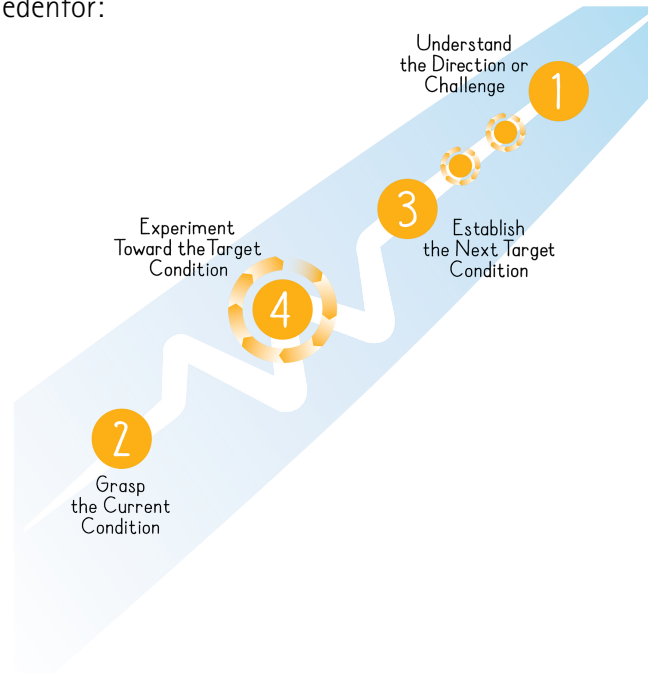 edenfor:
Understand
the Direction or
Challenge
1
3
Experiment
Toward the Target
Condition
Establish
the Next Target
Condition
4
2
Grasp
the Current
Condition